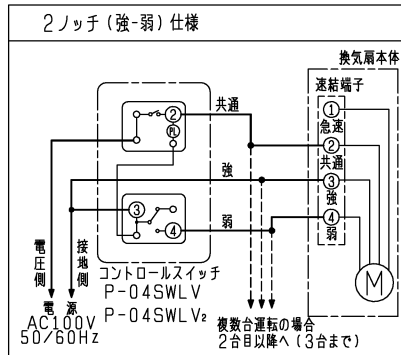 2ノッチ(強-弱)仕様
換気扇本体
速結端子
①
急速
②
共通
③
強
④
弱
M
共通
強
弱
②
PL
③
④
電圧側
接地側
電源
AC100V
50/60Hz
コントロールスイッチ
P-04SWLV
P-04SWLV₂
複数台運転の場合
2台目以降へ(3台まで)